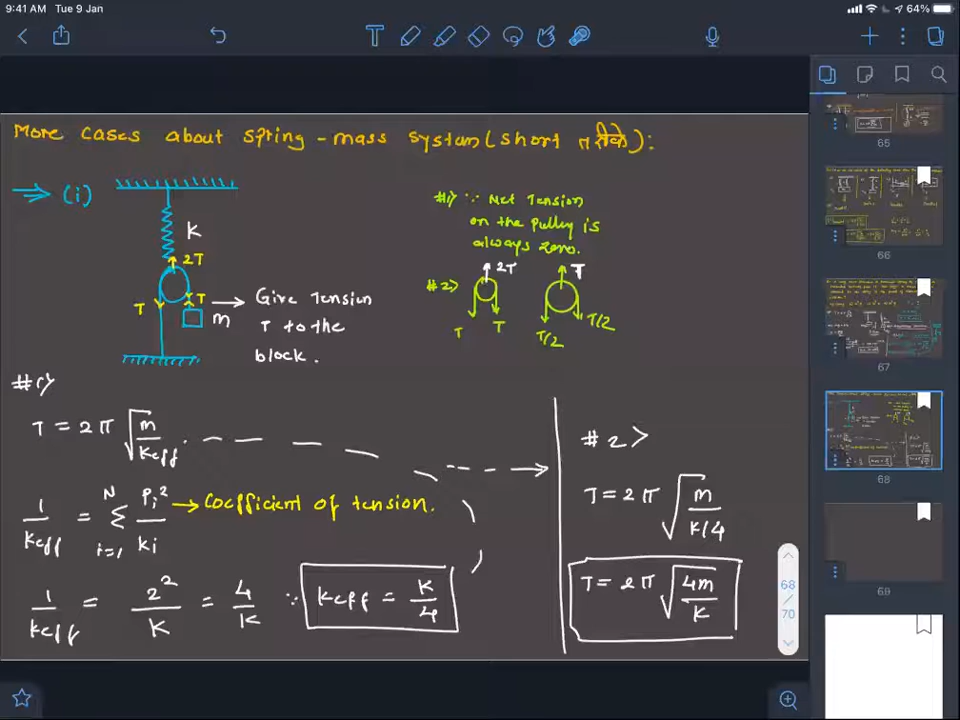 9:41 AM Tue 9 Jan
64%
More cases about spring-mass system(short तरीके):
(i)
K
2T
T
T
m
Give Tension
T to the
block.
#1> ∵ Net Tension
on the pulley is
always zero.
#2>
2T
T
T
T
T/2
T/2
#1>
T = 2π √(m/keff)
1/keff = Σ i=1 N Pi²/ki → Coefficient of tension.
1/keff = 2²/K = 4/K ∵ keff = K/4
#2>
T = 2π √(m/(K/4))
T = 2π √(4m/K)
65
66
67
68
69
68
/
70